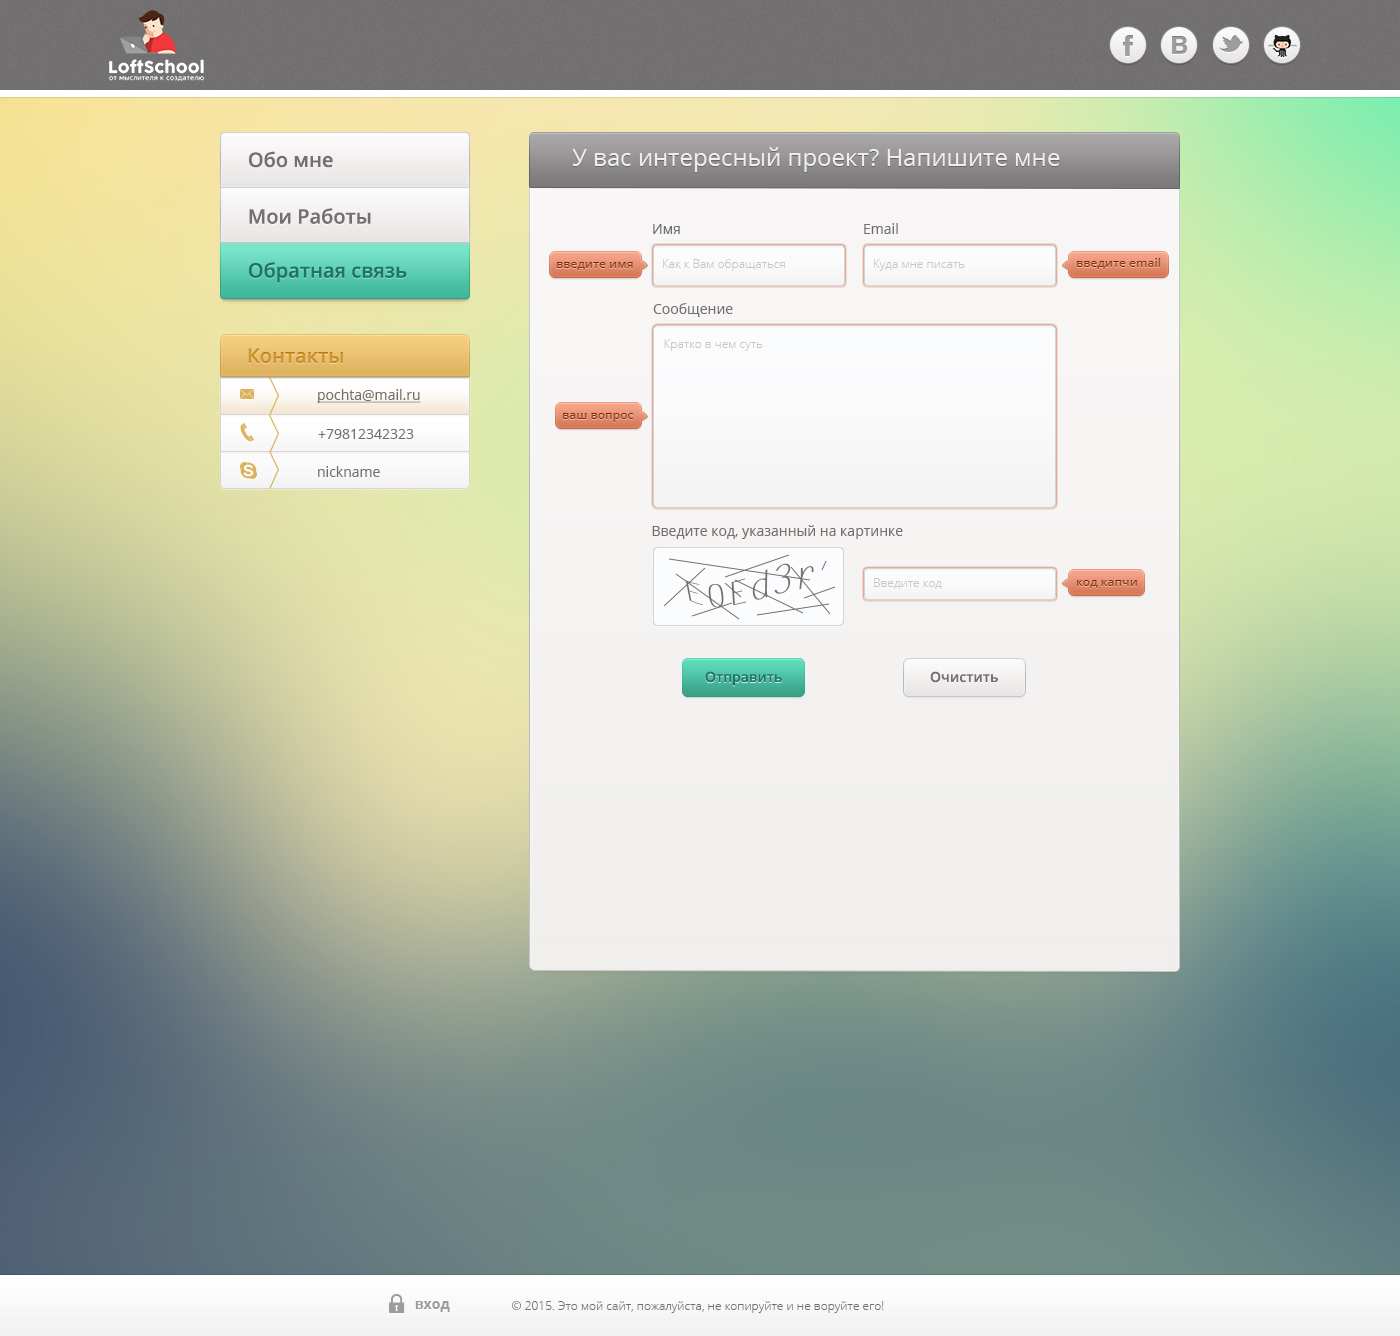 LoftSchool
от мыслителя к создателю
Обо мне
Мои Работы
Обратная связь
Контакты
pochta@mail.ru
+79812342323
nickname
У вас интересный проект? Напишите мне
Имя
Email
введите имя
Как к Вам обращаться
Куда мне писать
введите email
Сообщение
Кратко в чем суть
ваш вопрос
Введите код, указанный на картинке
Введите код
код капчи
Отправить
Очистить
вход
© 2015. Это мой сайт, пожалуйста, не копируйте и не воруйте его!